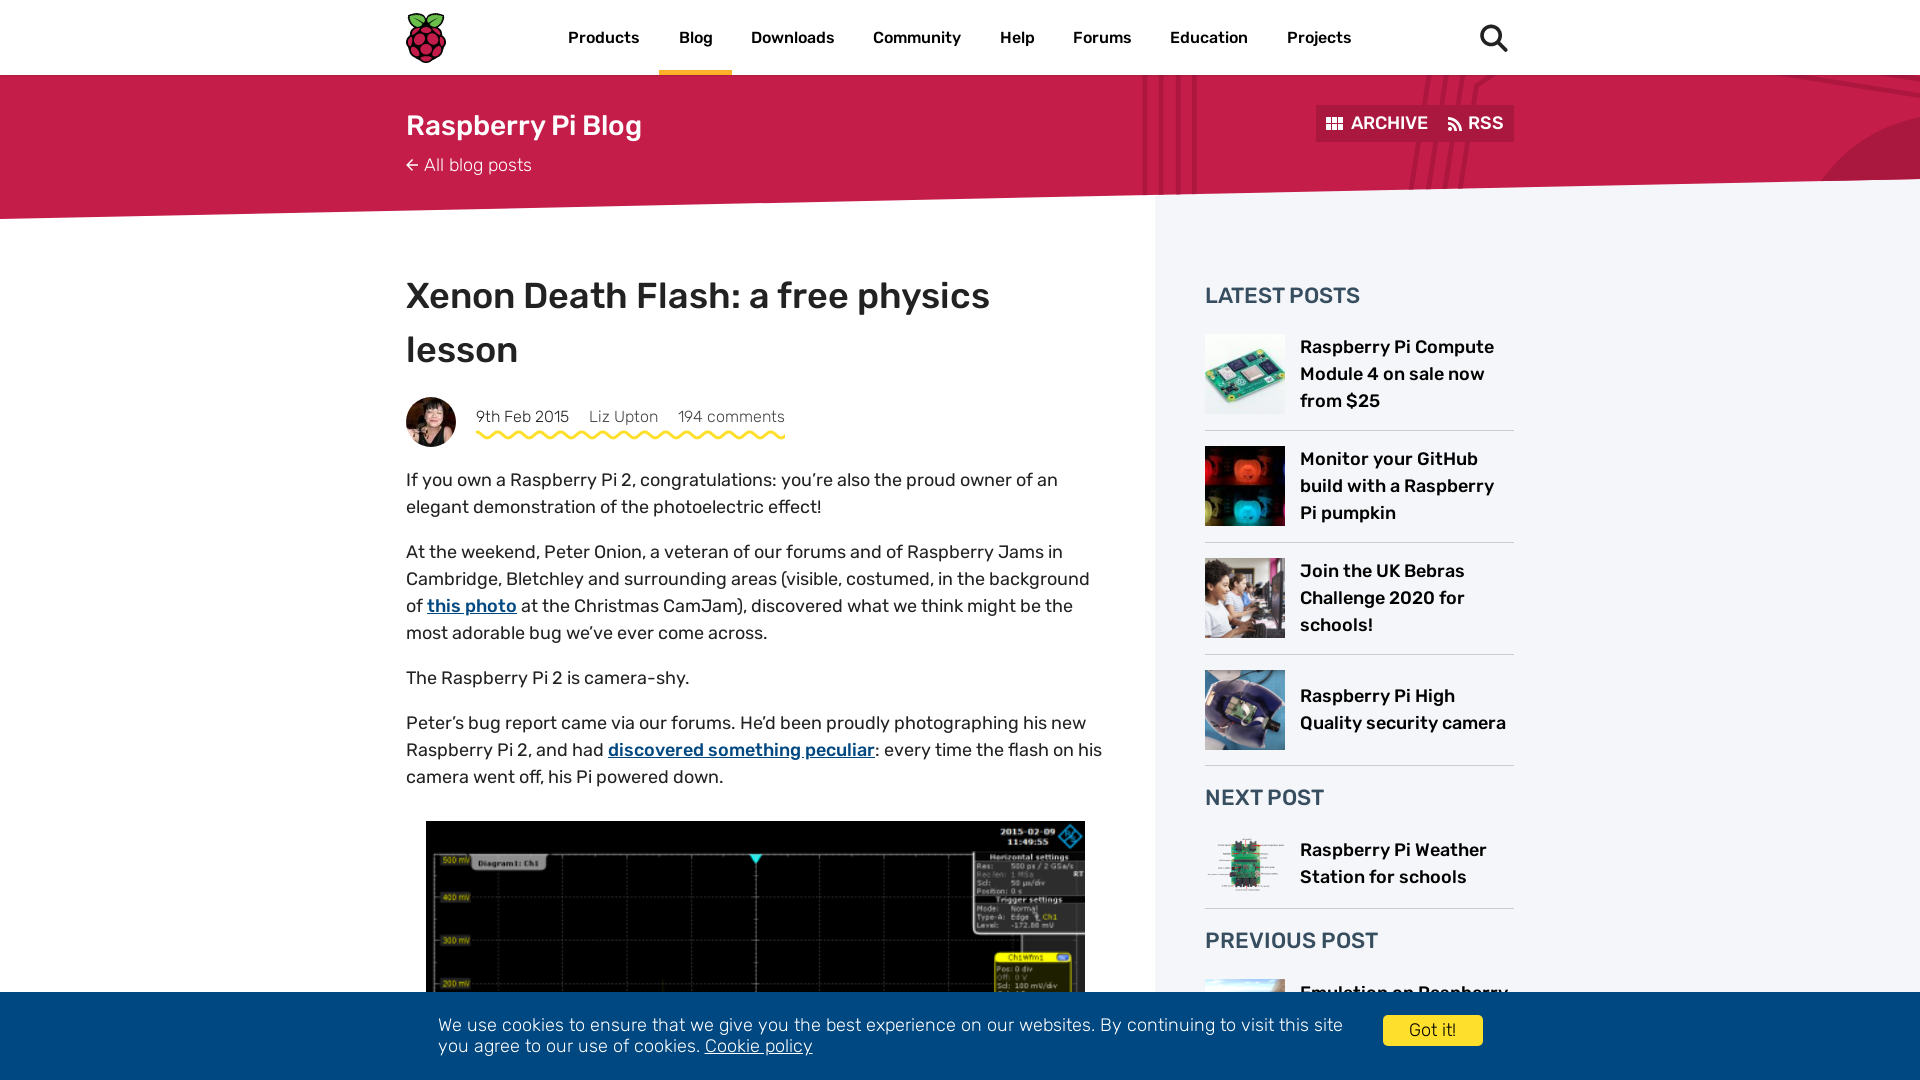 Products Blog Downloads Community Help Forums Education Projects
Raspberry Pi Blog
ARCHIVE RSS
All blog posts
Xenon Death Flash: a free physics
lesson
9th Feb 2015 Liz Upton 194 comments
If you own a Raspberry Pi 2, congratulations: you’re also the proud owner of an
elegant demonstration of the photoelectric effect!
At the weekend, Peter Onion, a veteran of our forums and of Raspberry Jams in
Cambridge, Bletchley and surrounding areas (visible, costumed, in the background
of this photo at the Christmas CamJam), discovered what we think might be the
most adorable bug we’ve ever come across.
The Raspberry Pi 2 is camera-shy.
Peter’s bug report came via our forums. He’d been proudly photographing his new
Raspberry Pi 2, and had discovered something peculiar: every time the flash on his
camera went off, his Pi powered down.
2015-02-09
11:49:55
500 mV
Diagram1: Ch1
Horizontal settings
Res: 500 ps / 2 GSa/s
Rec len: 1 MSa RT
Scl: 50 µs/div
Position: 0 s
Trigger settings
Mode: Normal
Type-A: Edge Ch1
Level: -172.88 mV
400 mV
300 mV
200 mV
Ch1Wfm1
Pos: 0 div
Off: 0 V
Scl: 100 mV/div
LATEST POSTS
Raspberry Pi Compute
Module 4 on sale now
from $25
Monitor your GitHub
build with a Raspberry
Pi pumpkin
Join the UK Bebras
Challenge 2020 for
schools!
Raspberry Pi High
Quality security camera
NEXT POST
Raspberry Pi Weather
Station for schools
PREVIOUS POST
Emulation on Raspberry
We use cookies to ensure that we give you the best experience on our websites. By continuing to visit this site
you agree to our use of cookies. Cookie policy
Got it!